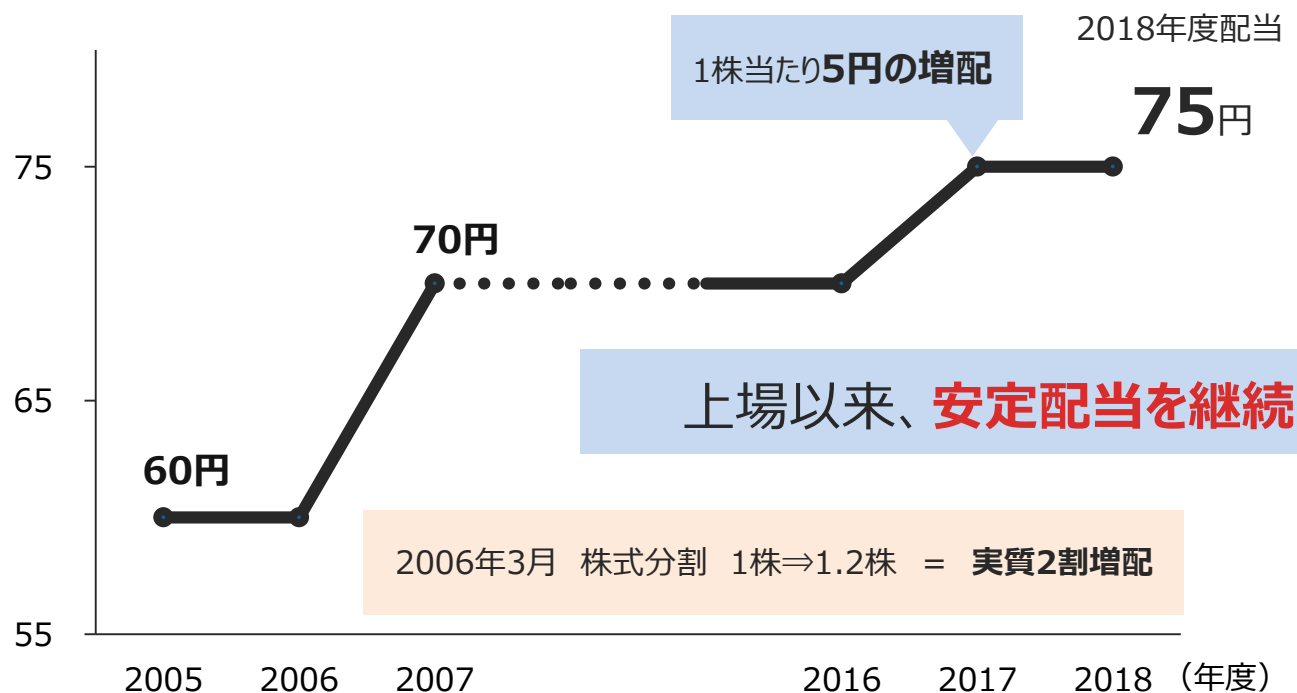 2018年度配当
75円
1株当たり5円の増配
75
70円
65
上場以来、安定配当を継続
60円
2006年3月 株式分割 1株⇒1.2株 = 実質2割増配
55
2005 2006 2007 2016 2017 2018 (年度)